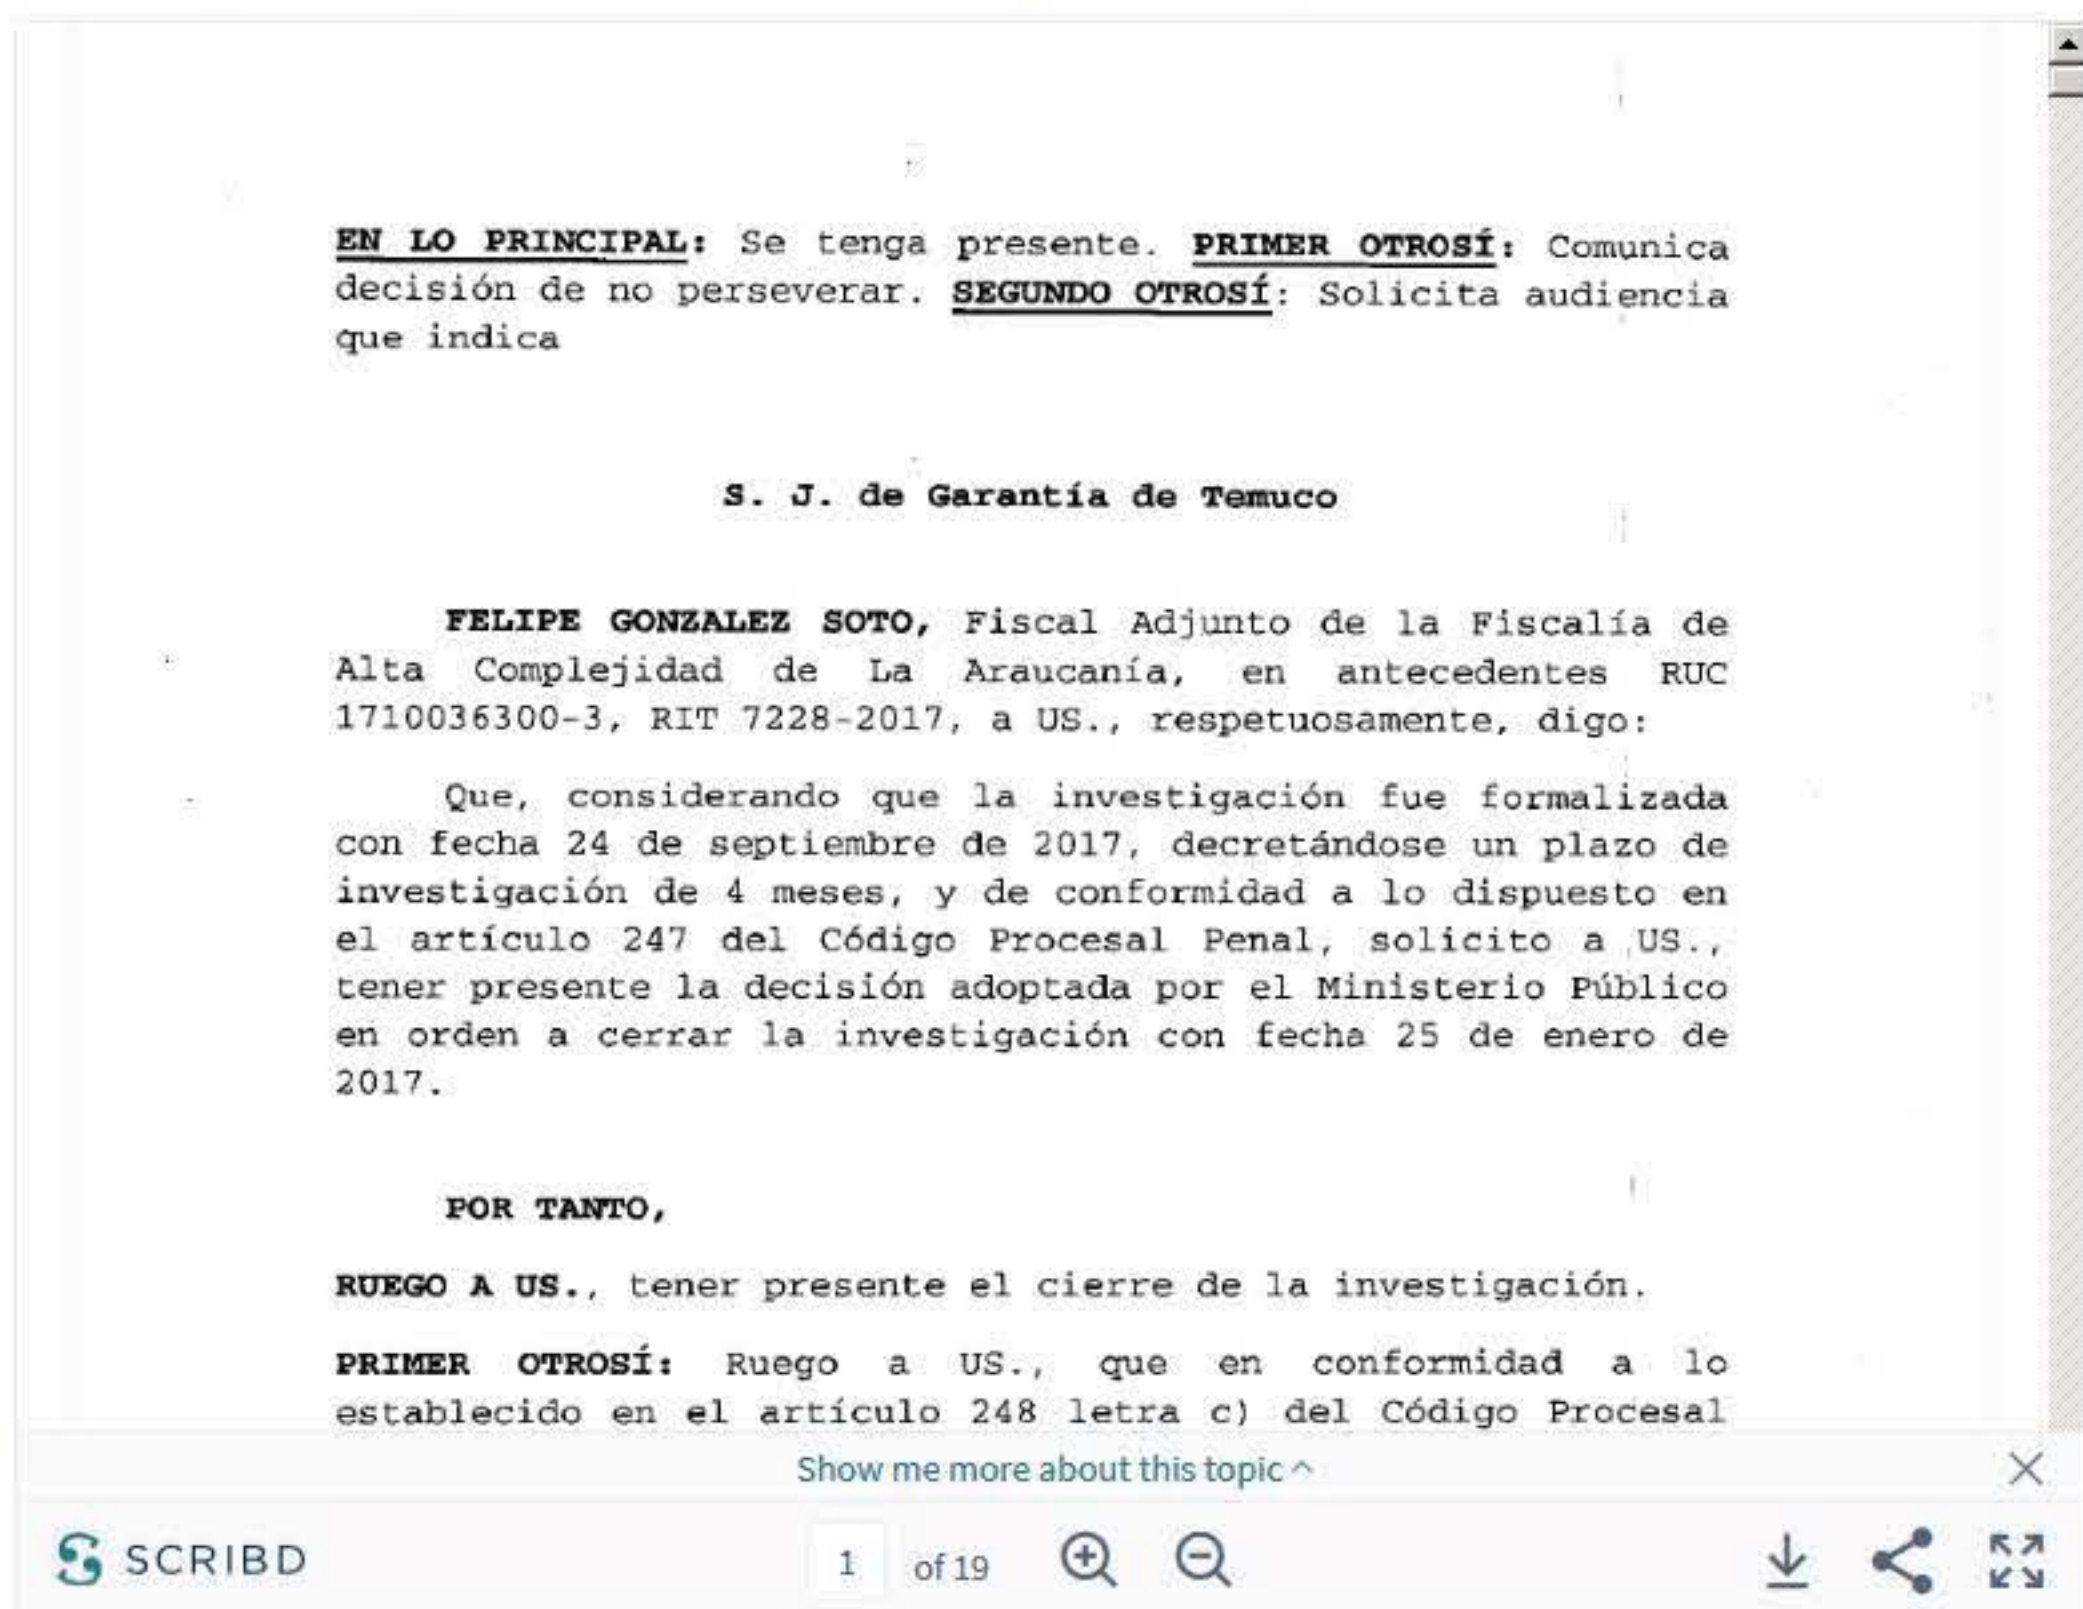 EN LO PRINCIPAL: Se tenga presente. PRIMER OTROSÍ: Comunica
decisión de no perseverar. SEGUNDO OTROSÍ: Solicita audiencia
que indica
S. J. de Garantía de Temuco
FELIPE GONZALEZ SOTO, Fiscal Adjunto de la Fiscalía de
Alta Complejidad de La Araucanía, en antecedentes RUC
1710036300-3, RIT 7228-2017, a US., respetuosamente, digo:
Que, considerando que la investigación fue formalizada
con fecha 24 de septiembre de 2017, decretándose un plazo de
investigación de 4 meses, y de conformidad a lo dispuesto en
el artículo 247 del Código Procesal Penal, solicito a US.,
tener presente la decisión adoptada por el Ministerio Público
en orden a cerrar la investigación con fecha 25 de enero de
2017.
POR TANTO,
RUEGO A US., tener presente el cierre de la investigación.
PRIMER OTROSÍ: Ruego a US., que en conformidad a lo
establecido en el artículo 248 letra c) del Código Procesal
Show me more about this topic
SCRIBD
1 of 19